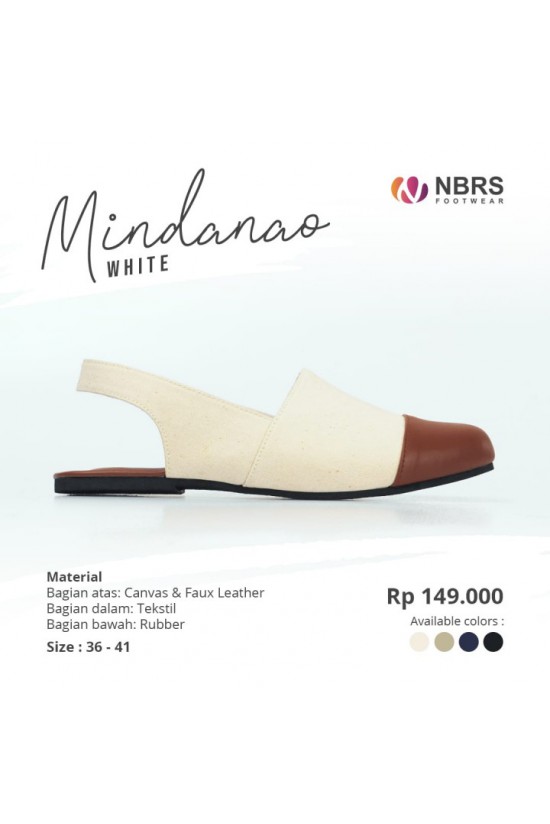 Mindanao
WHITE
NBRS
FOOTWEAR
Material
Bagian atas: Canvas & Faux Leather
Bagian dalam: Tekstil
Bagian bawah: Rubber
Size : 36 - 41
Rp 149.000
Available colors :